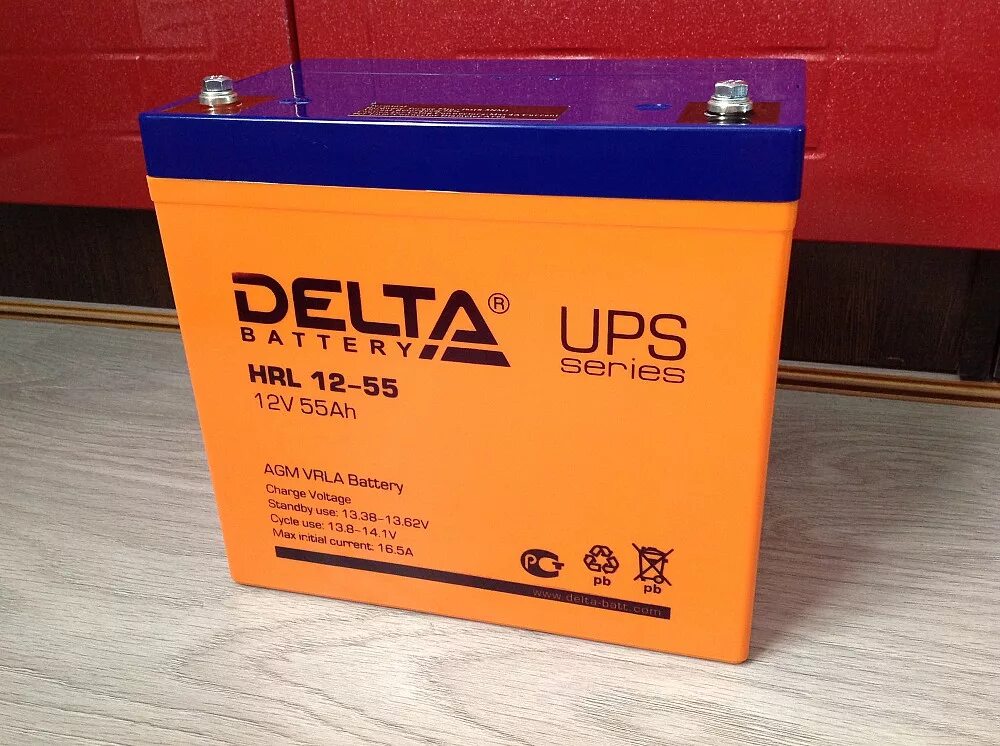 DELTA®
BATTERY
UPS
series
HRL 12-55
12V 55Ah
AGM VRLA Battery
Charge Voltage
Standby use: 13.38-13.62V
Cycle use: 13.8-14.1V
Max initial current: 16.5A
pb
pb
www.delta-batt.com